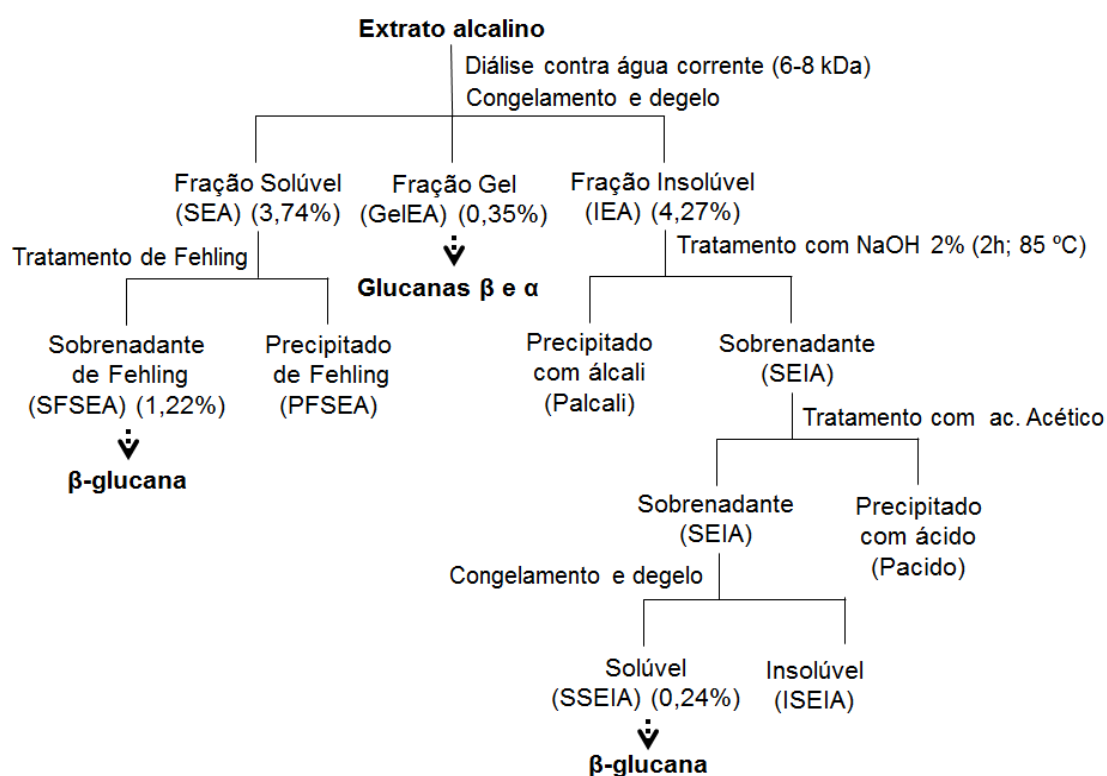 Extrato alcalino
Diálise contra água corrente (6-8 kDa)
Congelamento e degelo
Fração Solúvel
(SEA) (3,74%)
Fração Gel
(GelEA) (0,35%)
Fração Insolúvel
(IEA) (4,27%)
Tratamento de Fehling
Tratamento com NaOH 2% (2h; 85 ºC)
Glucanas β e α
Sobrenadante
de Fehling
(SFSEA) (1,22%)
Precipitado
de Fehling
(PFSEA)
Precipitado
com álcali
(Palcali)
Sobrenadante
(SEIA)
β-glucana
Tratamento com ac. Acético
Sobrenadante
(SEIA)
Precipitado
com ácido
(Pacido)
Congelamento e degelo
Solúvel
(SSEIA) (0,24%)
Insolúvel
(ISEIA)
β-glucana